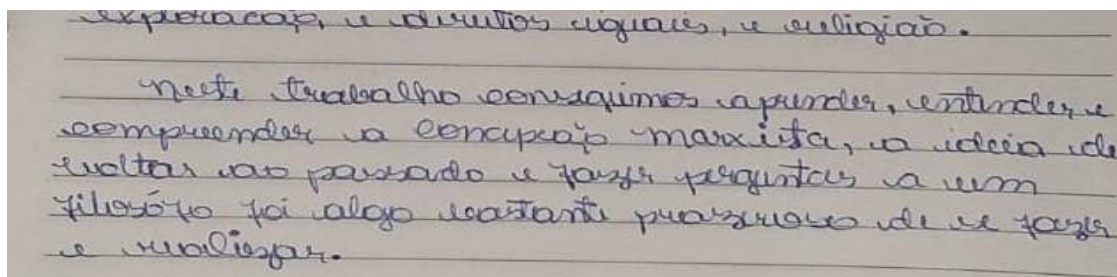 exploração, e direitos iguais, e religião.
Neste trabalho conseguimos aprender, entender e
compreender a concepção marxista, a ideia de
voltar ao passado e fazer perguntas a um
filósofo foi algo bastante prazeroso de se fazer
e realizar.